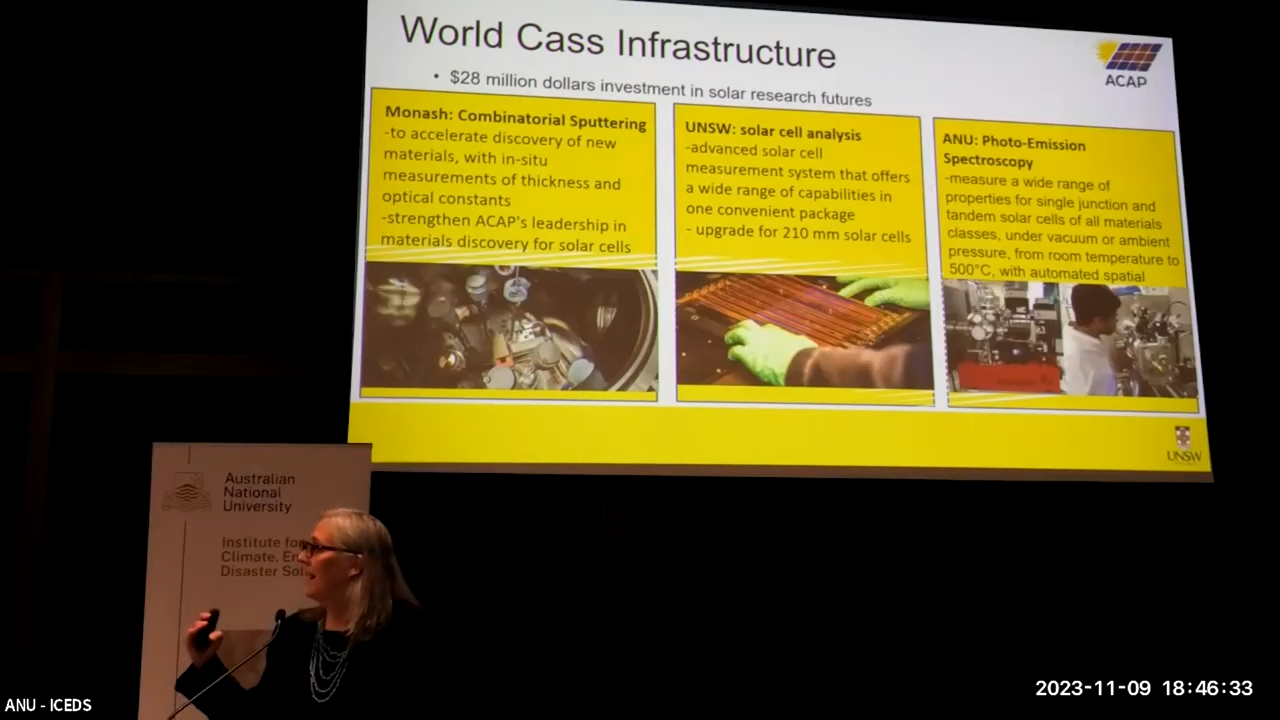 World Cass Infrastructure
ACAP
• $28 million dollars investment in solar research futures
Monash: Combinatorial Sputtering
-to accelerate discovery of new
materials, with in-situ
measurements of thickness and
optical constants
-strengthen ACAP's leadership in
materials discovery for solar cells
UNSW: solar cell analysis
-advanced solar cell
measurement system that offers
a wide range of capabilities in
one convenient package
- upgrade for 210 mm solar cells
ANU: Photo-Emission
Spectroscopy
-measure a wide range of
properties for single junction and
tandem solar cells of all materials
classes, under vacuum or ambient
pressure, from room temperature to
500°C, with automated spatial
UNSW
Australian
National
University
Institute for
Climate, En
Disaster Sol
ANU - ICEDS
2023-11-09 18:46:33